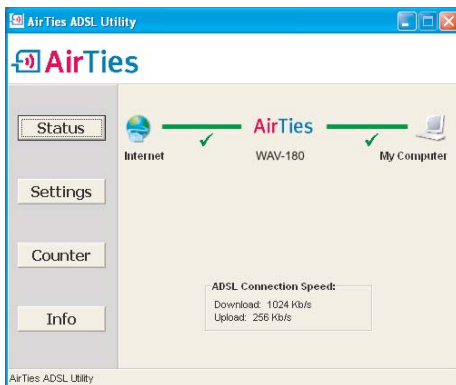 AirTies ADSL Utility
AirTies
Status
Settings
Counter
Info
AirTies
Internet
WAV-180
My Computer
ADSL Connection Speed:
Download: 1024 Kb/s
Upload: 256 Kb/s
AirTies ADSL Utility